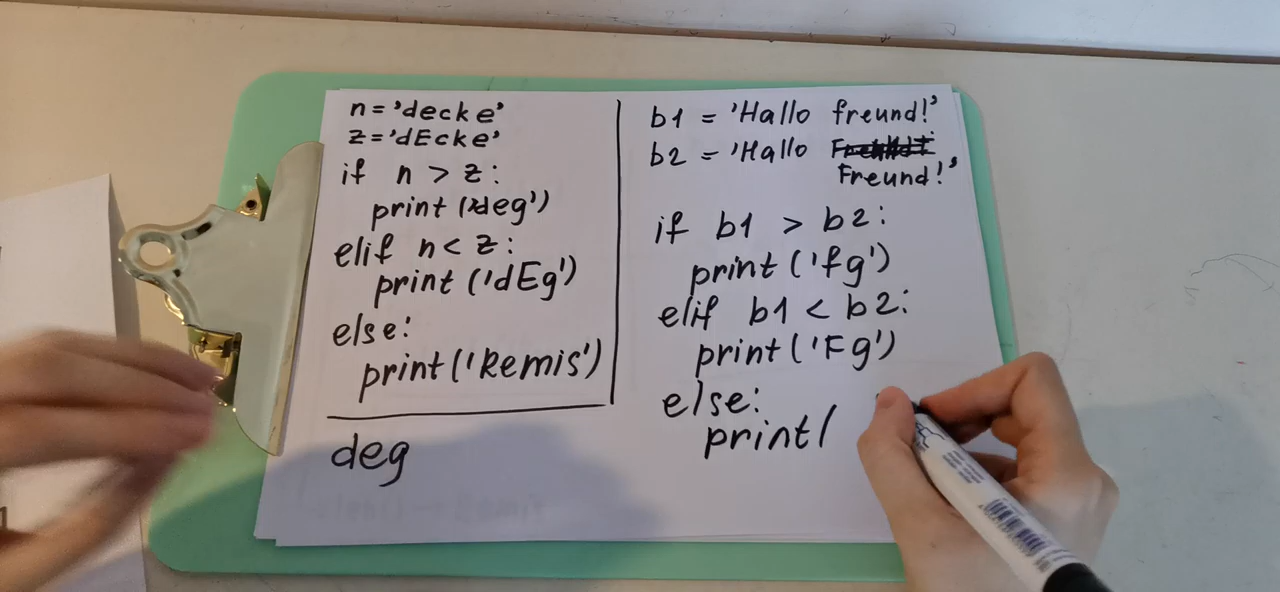 n='decke'
z='dEcke'
if n > z:
print('deg')
elif n < z:
print('dEg')
else:
print('Remis')
deg
b1 = 'Hallo freund!'
b2 = 'Hallo
Freund!'
if b1 > b2:
print('fg')
elif b1 < b2:
print('Fg')
else:
print(